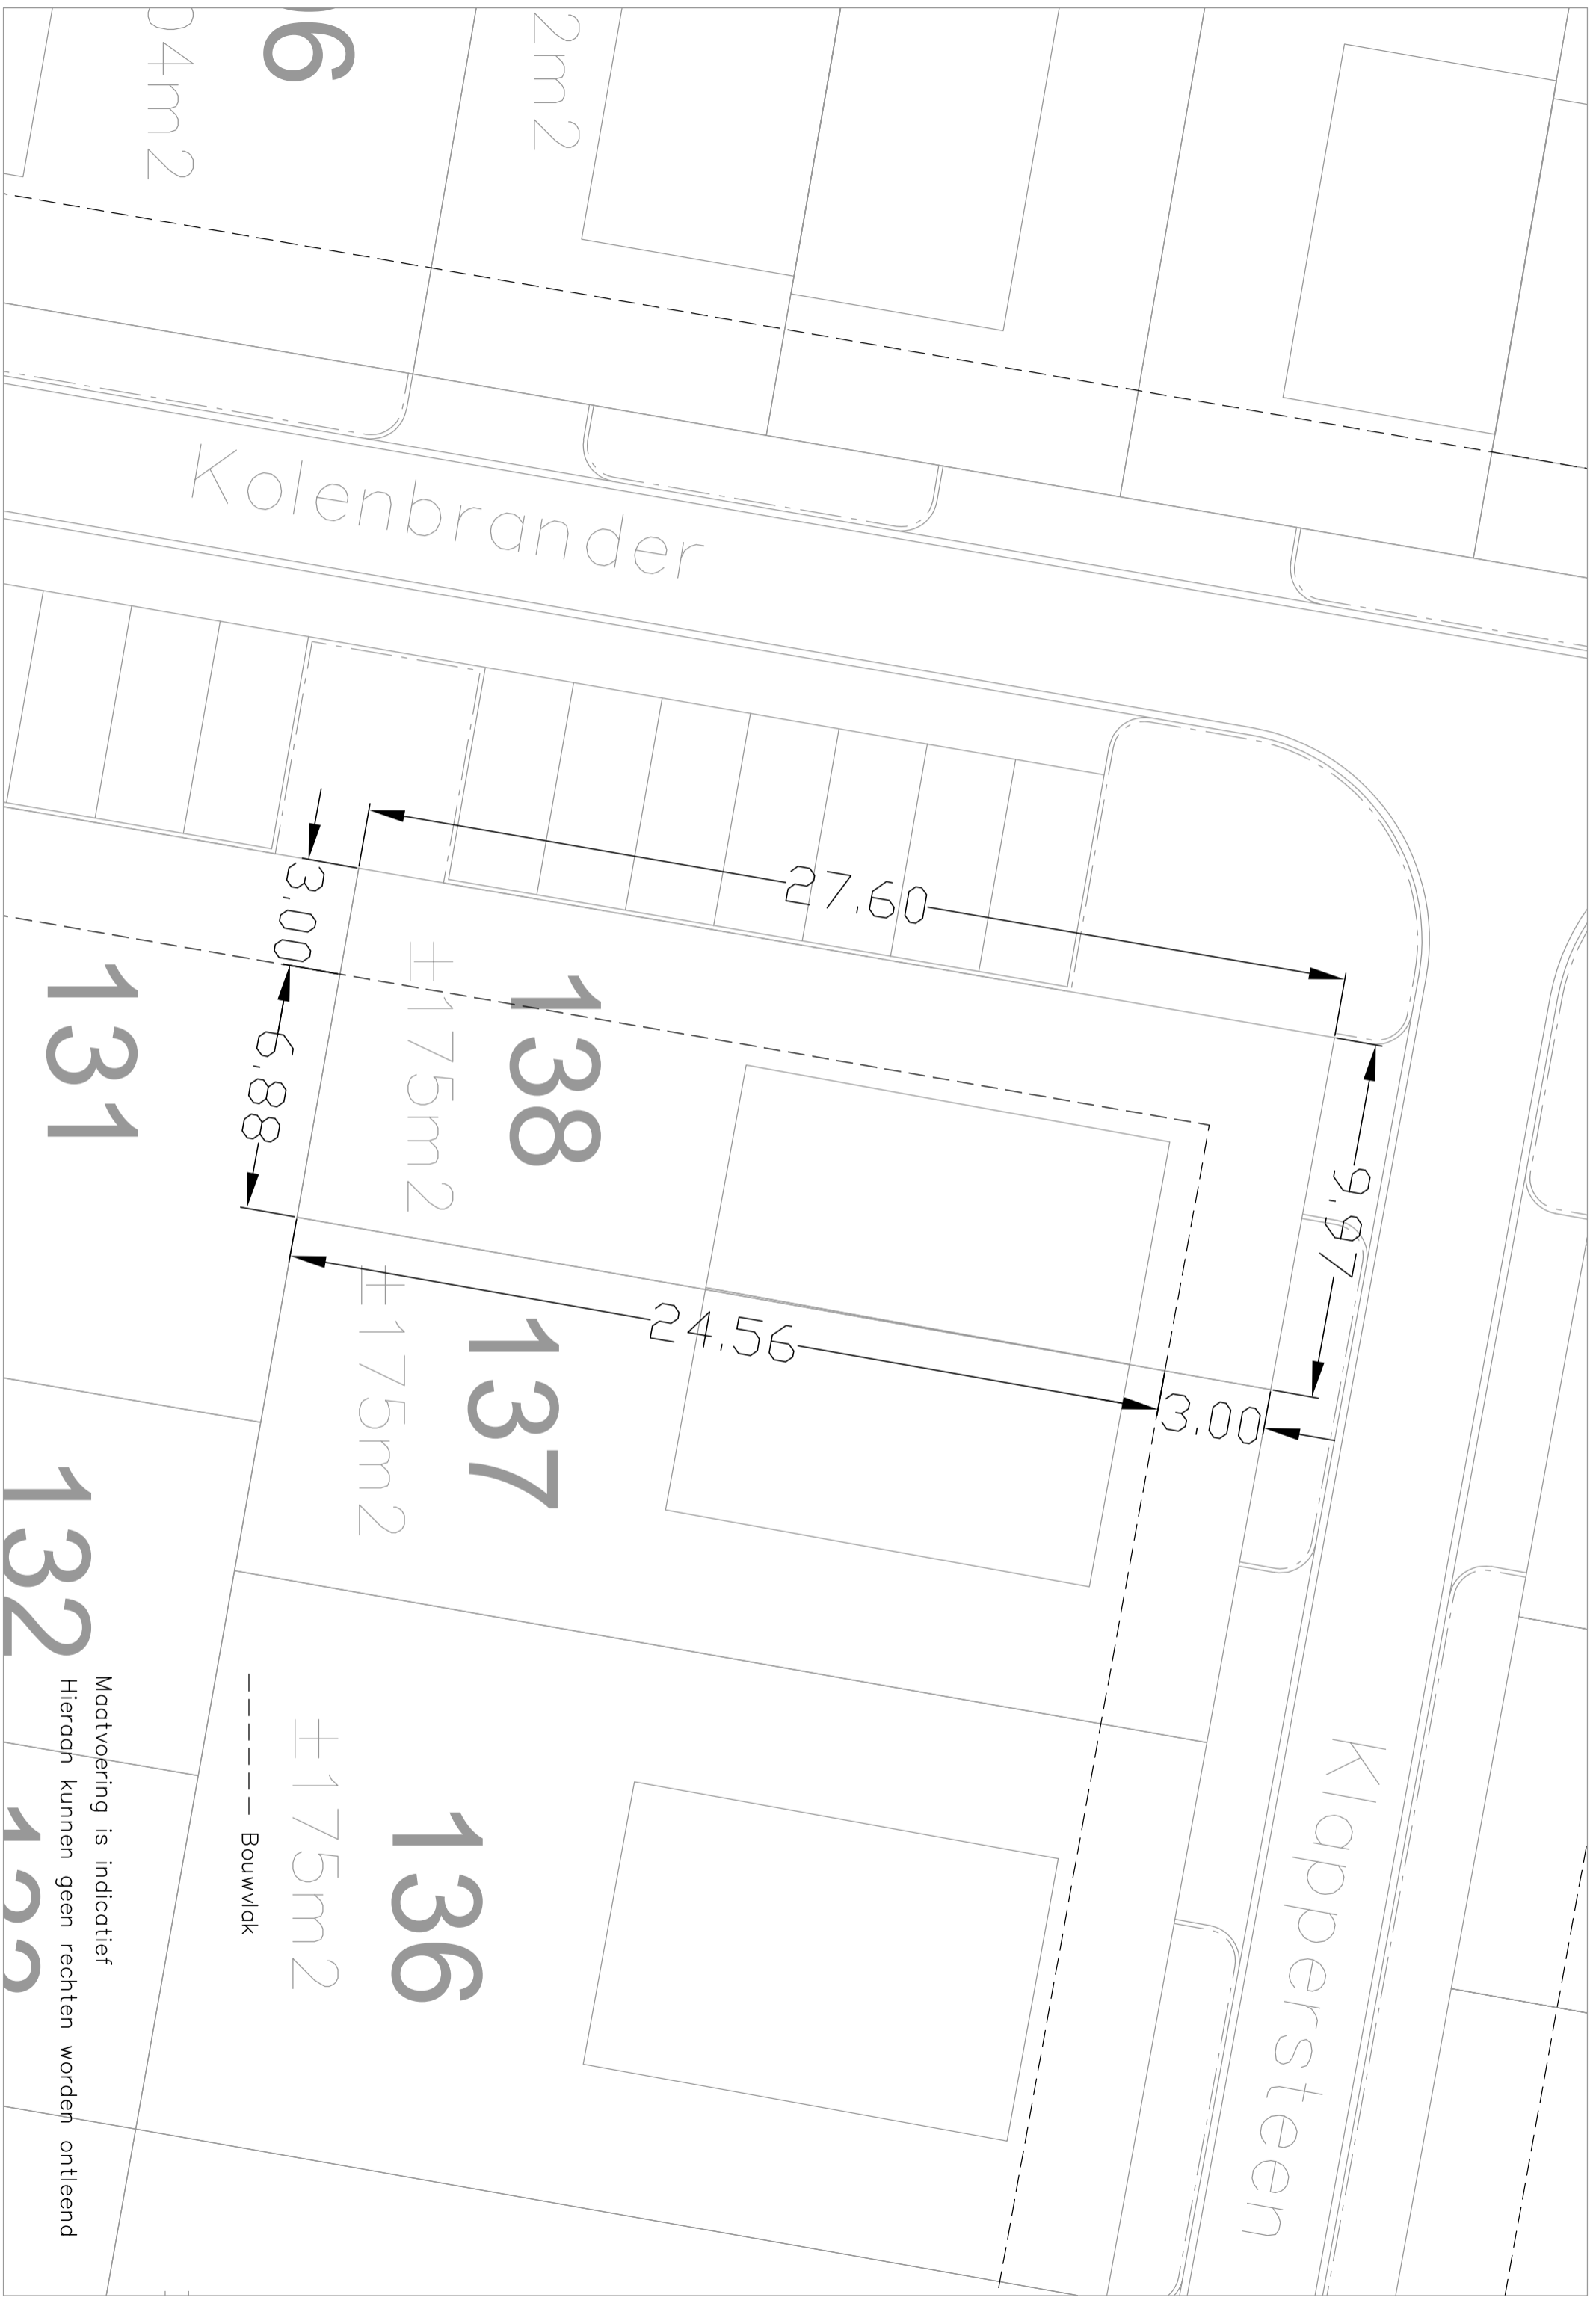 2m2
Kolenbrander
27.60
3.00
6.88
9.97
24.56
3.00
138
±175m2
137
±175m2
136
±175m2
131
132
Klappersteen
Bouwvlak
Maatvoering is indicatief
Hieraan kunnen geen rechten worden ontleend